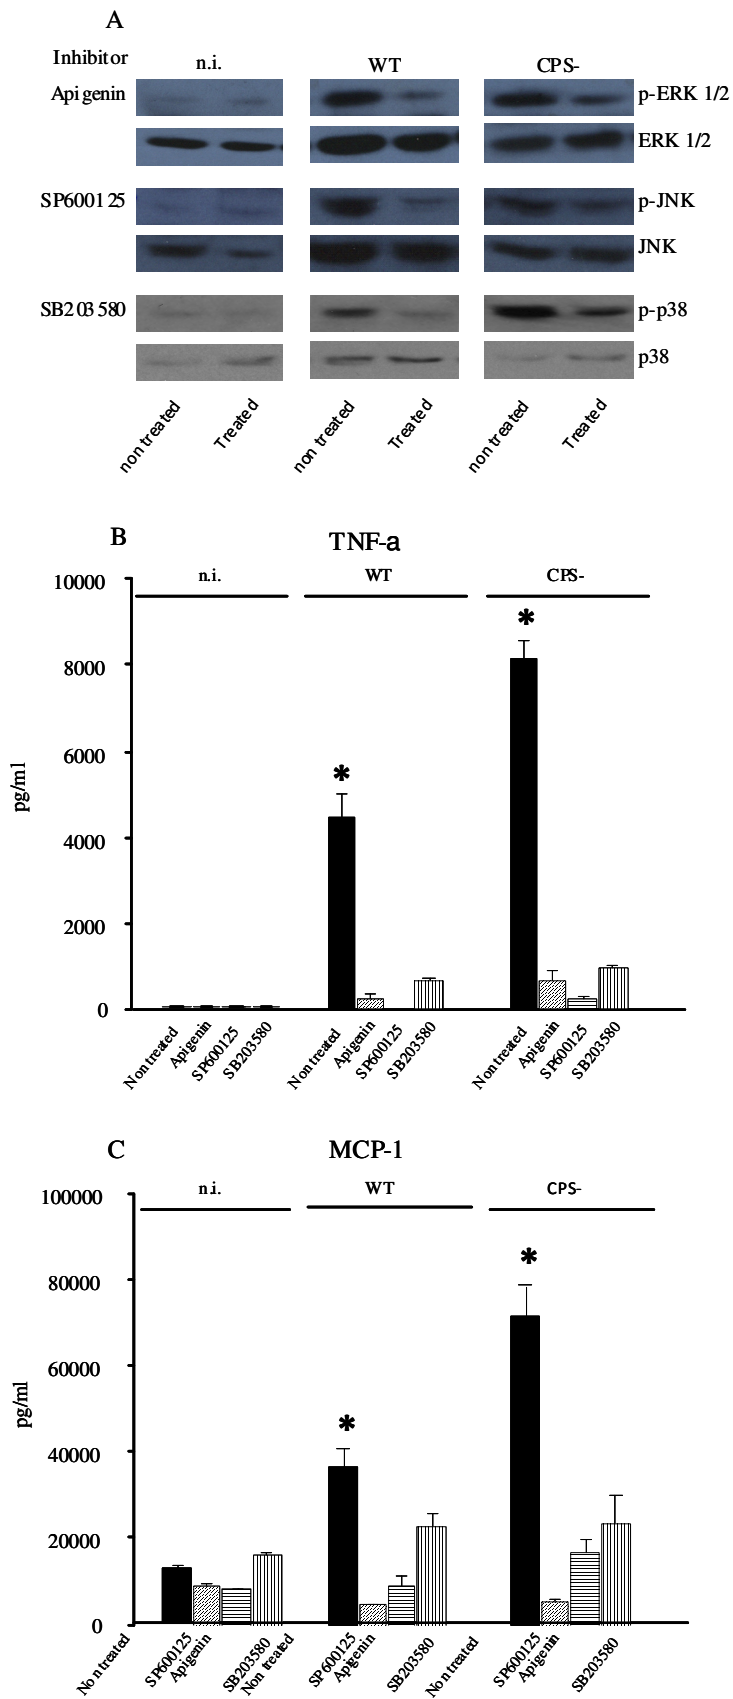 A
Inhibitor n.i. WT CPS-
Apigenin p-ERK 1/2
ERK 1/2
SP600125 p-JNK
JNK
SB203580 p-p38
p38
non treated Treated non treated Treated non treated Treated
B
TNF-a
n.i. WT CPS-
10000
8000
6000
4000
2000
0
pg/ml
Non treated Apigenin SP600125 SB203580 Non treated Apigenin SP600125 SB203580 Non treated Apigenin SP600125 SB203580
C MCP-1
n.i. WT CPS-
100000
80000
60000
40000
20000
0
pg/ml
Non treated SP600125 Apigenin SB203580 Non treated SP600125 Apigenin SB203580 Non treated SP600125 Apigenin SB203580